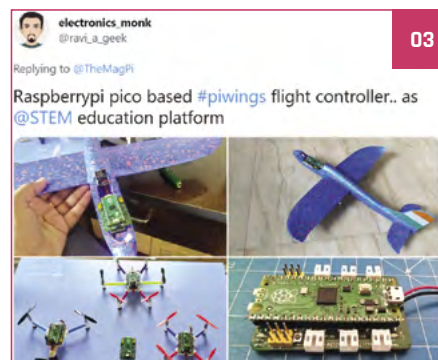 electronics_monk
@ravi_a_geek
03
Replying to @TheMagPi
Raspberrypi pico based #piwings flight controller.. as
@STEM education platform